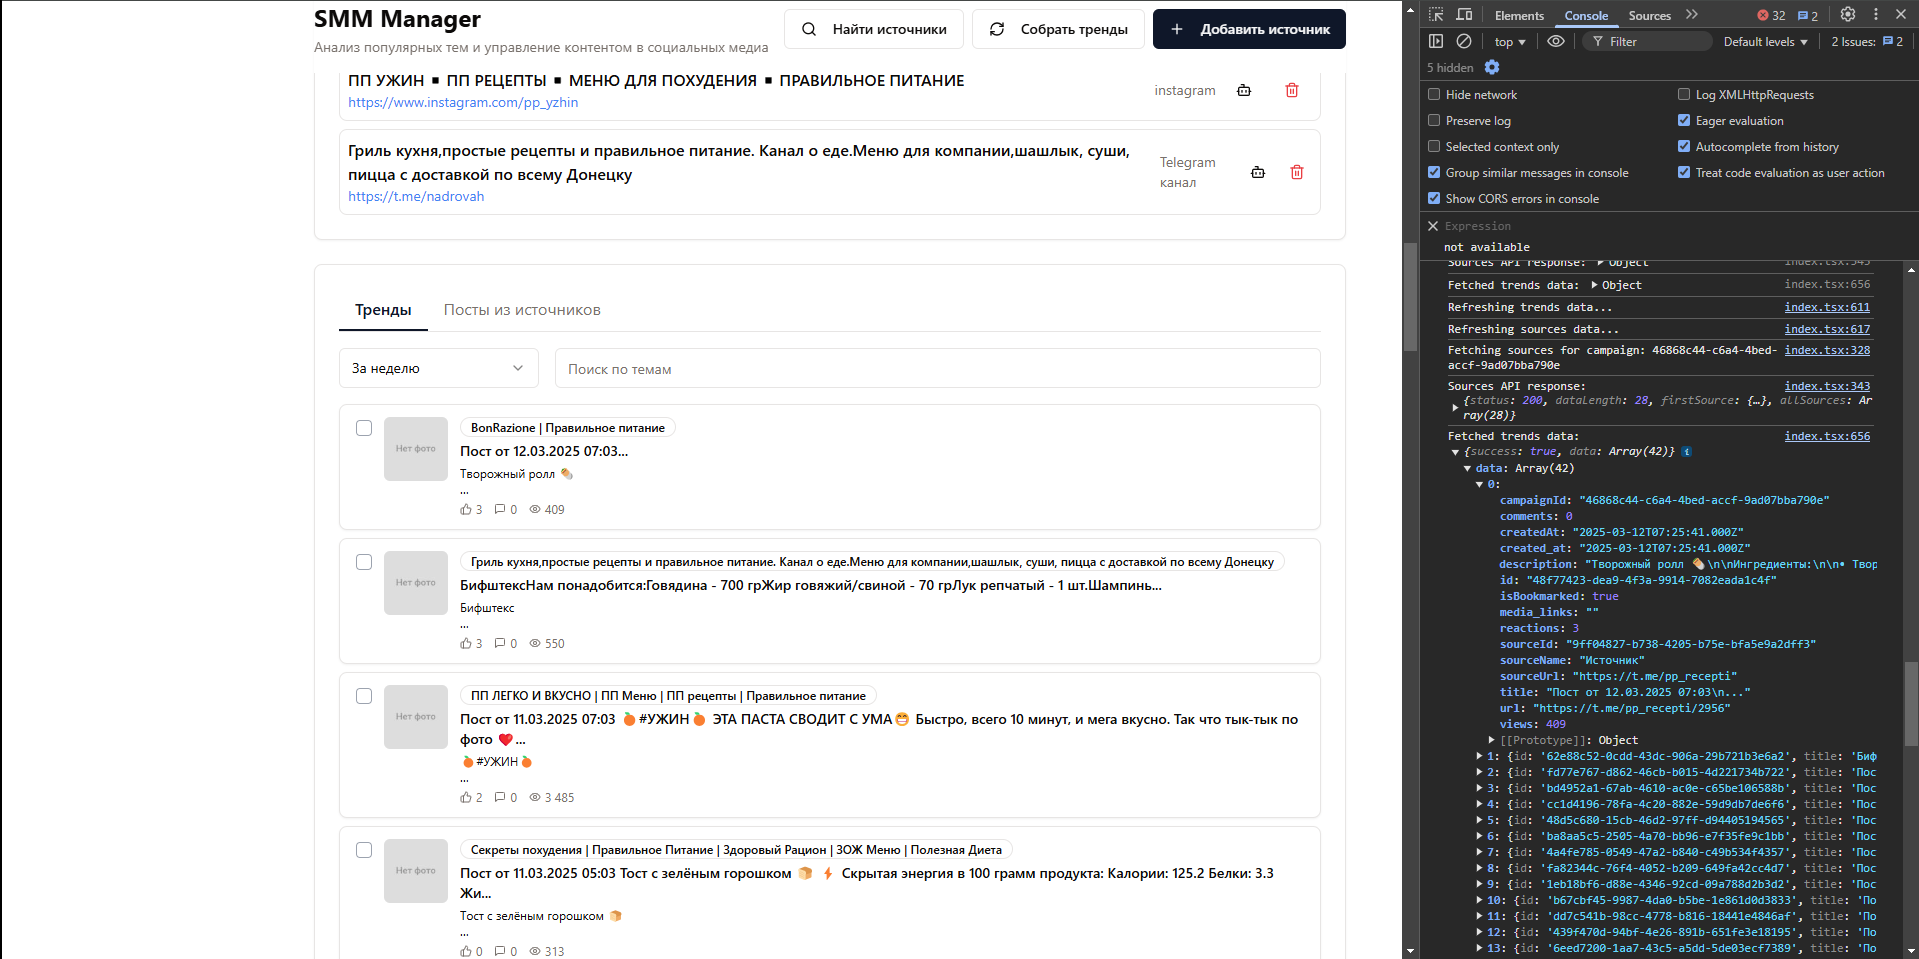 SMM Manager
Анализ популярных тем и управление контентом в социальных медиа
Найти источники
Собрать тренды
Добавить источник
ПП УЖИН ▪ ПП РЕЦЕПТЫ ▪ МЕНЮ ДЛЯ ПОХУДЕНИЯ ▪ ПРАВИЛЬНОЕ ПИТАНИЕ
https://www.instagram.com/pp_yzhin
instagram
Гриль кухня,простые рецепты и правильное питание. Канал о еде.Меню для компании,шашлык, суши,
пицца с доставкой по всему Донецку
https://t.me/nadrovah
Telegram
канал
Тренды
Посты из источников
За неделю
Поиск по темам
Нет фото
BonRazione | Правильное питание
Пост от 12.03.2025 07:03...
Творожный ролл 🌯
...
3 0 409
Нет фото
Гриль кухня,простые рецепты и правильное питание. Канал о еде.Меню для компании,шашлык, суши, пицца с доставкой по всему Донецку
БифштексНам понадобится:Говядина - 700 грЖир говяжий/свиной - 70 грЛук репчатый - 1 шт.Шампинь...
Бифштекс
...
3 0 550
Нет фото
ПП ЛЕГКО И ВКУСНО | ПП Меню | ПП рецепты | Правильное питание
Пост от 11.03.2025 07:03 🍊#УЖИН🍊 ЭТА ПАСТА СВОДИТ С УМА😁 Быстро, всего 10 минут, и мега вкусно. Так что тык-тык по
фото ❤️...
🍊#УЖИН🍊
...
2 0 3 485
Нет фото
Секреты похудения | Правильное Питание | Здоровый Рацион | ЗОЖ Меню | Полезная Диета
Пост от 11.03.2025 05:03 Тост с зелёным горошком 🍞 ⚡ Скрытая энергия в 100 грамм продукта: Калории: 125.2 Белки: 3.3
Жи...
Тост с зелёным горошком 🍞
...
0 0 313
Elements Console Sources 32 2
top Filter Default levels 2 Issues: 2
5 hidden
Hide network Log XMLHttpRequests
Preserve log Eager evaluation
Selected context only Autocomplete from history
Group similar messages in console Treat code evaluation as user action
Show CORS errors in console
Expression
not available
Sources API response: Object index.tsx:343
Fetched trends data: Object index.tsx:656
Refreshing trends data... index.tsx:611
Refreshing sources data... index.tsx:617
Fetching sources for campaign: 46868c44-c6a4-4bed- index.tsx:328
accf-9ad07bba790e
Sources API response: index.tsx:343
{status: 200, dataLength: 28, firstSource: {…}, allSources: Ar
ray(28)}
Fetched trends data: index.tsx:656
{success: true, data: Array(42)}
data: Array(42)
0:
campaignId: "46868c44-c6a4-4bed-accf-9ad07bba790e"
comments: 0
createdAt: "2025-03-12T07:25:41.000Z"
created_at: "2025-03-12T07:25:41.000Z"
description: "Творожный ролл 🌯\n\nИнгредиенты:\n\n• Твор
id: "48f77423-dea9-4f3a-9914-7082eada1c4f"
isBookmarked: true
media_links: ""
reactions: 3
sourceId: "9ff04827-b738-4205-b75e-bfa5e9a2dff3"
sourceName: "Источник"
sourceUrl: "https://t.me/pp_recepti"
title: "Пост от 12.03.2025 07:03\n..."
url: "https://t.me/pp_recepti/2956"
views: 409
[[Prototype]]: Object
1: {id: '62e88c52-0cdd-43dc-906a-29b721b3e6a2', title: 'Биф
2: {id: 'fd77e767-d862-46cb-b015-4d221734b722', title: 'Пос
3: {id: 'bd4952a1-67ab-4610-ac0e-c65be106588b', title: 'Пос
4: {id: 'cc1d4196-78fa-4c20-882e-59d9db7de6f6', title: 'Пос
5: {id: '48d5c680-15cb-46d2-97ff-d94405194565', title: 'Пос
6: {id: 'ba8aa5c5-2505-4a70-bb96-e7f35fe9c1bb', title: 'Пос
7: {id: '4a4fe785-0549-47a2-b840-c49b534f4357', title: 'Пос
8: {id: 'fa82344c-76f4-4052-b209-649fa42cc4d7', title: 'Пос
9: {id: '1eb18bf6-d88e-4346-92cd-09a788d2b3d2', title: 'Пос
10: {id: 'b67cbf45-9987-4da0-b5be-1e861d0d3833', title: 'По
11: {id: 'dd7c541b-98cc-4778-b816-18441e4846af', title: 'По
12: {id: '439f470d-94bf-4e26-891b-651fe3e18195', title: 'По
13: {id: '6eed7200-1aa7-43c5-a5dd-5de03ecf7389', title: 'По